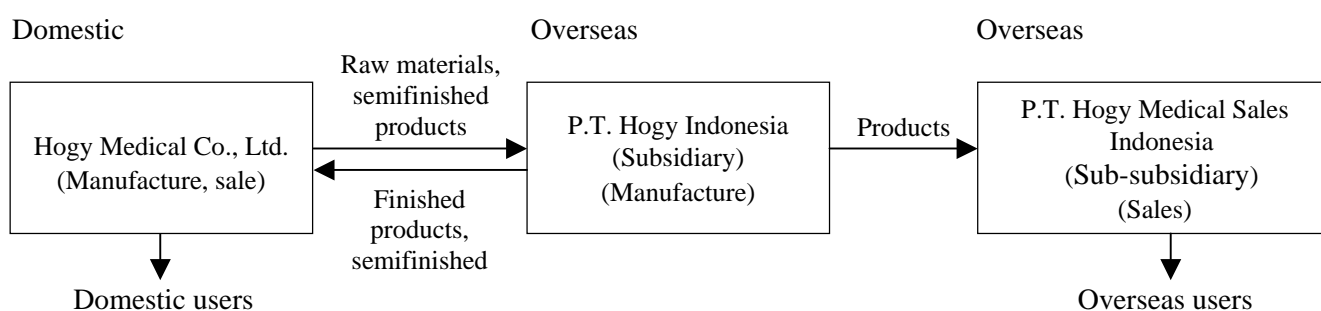 Domestic
Overseas
Overseas
Raw materials,
semifinished
products
Hogy Medical Co., Ltd.
(Manufacture, sale)
P.T. Hogy Indonesia
(Subsidiary)
(Manufacture)
Products
P.T. Hogy Medical Sales
Indonesia
(Sub-subsidiary)
(Sales)
Finished
products,
semifinished
Domestic users
Overseas users